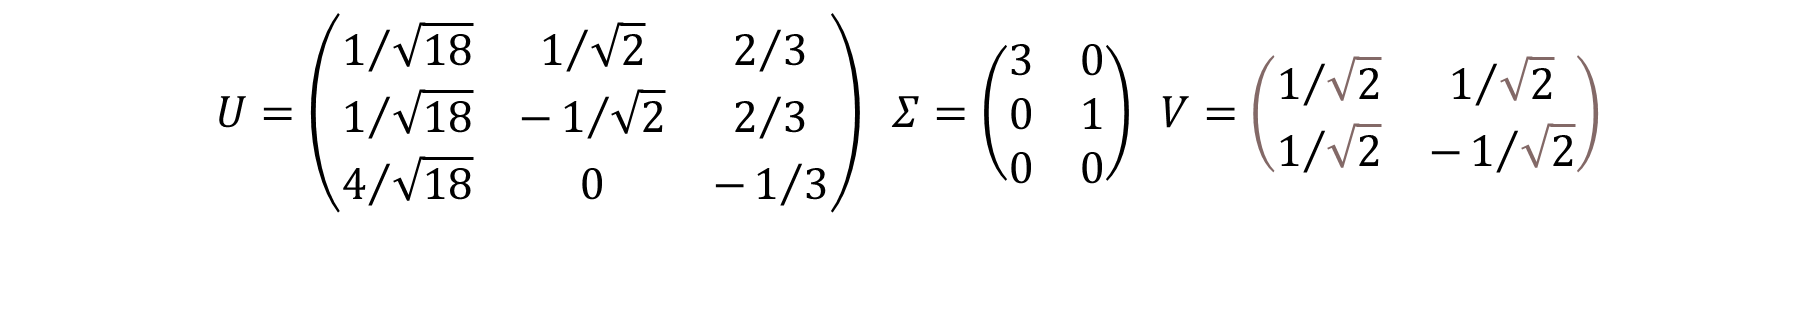 U = (1/√18 1/√2 2/3
1/√18 − 1/√2 2/3
4/√18 0 − 1/3) Σ = (3 0
0 1
0 0) V = (1/√2 1/√2
1/√2 − 1/√2)